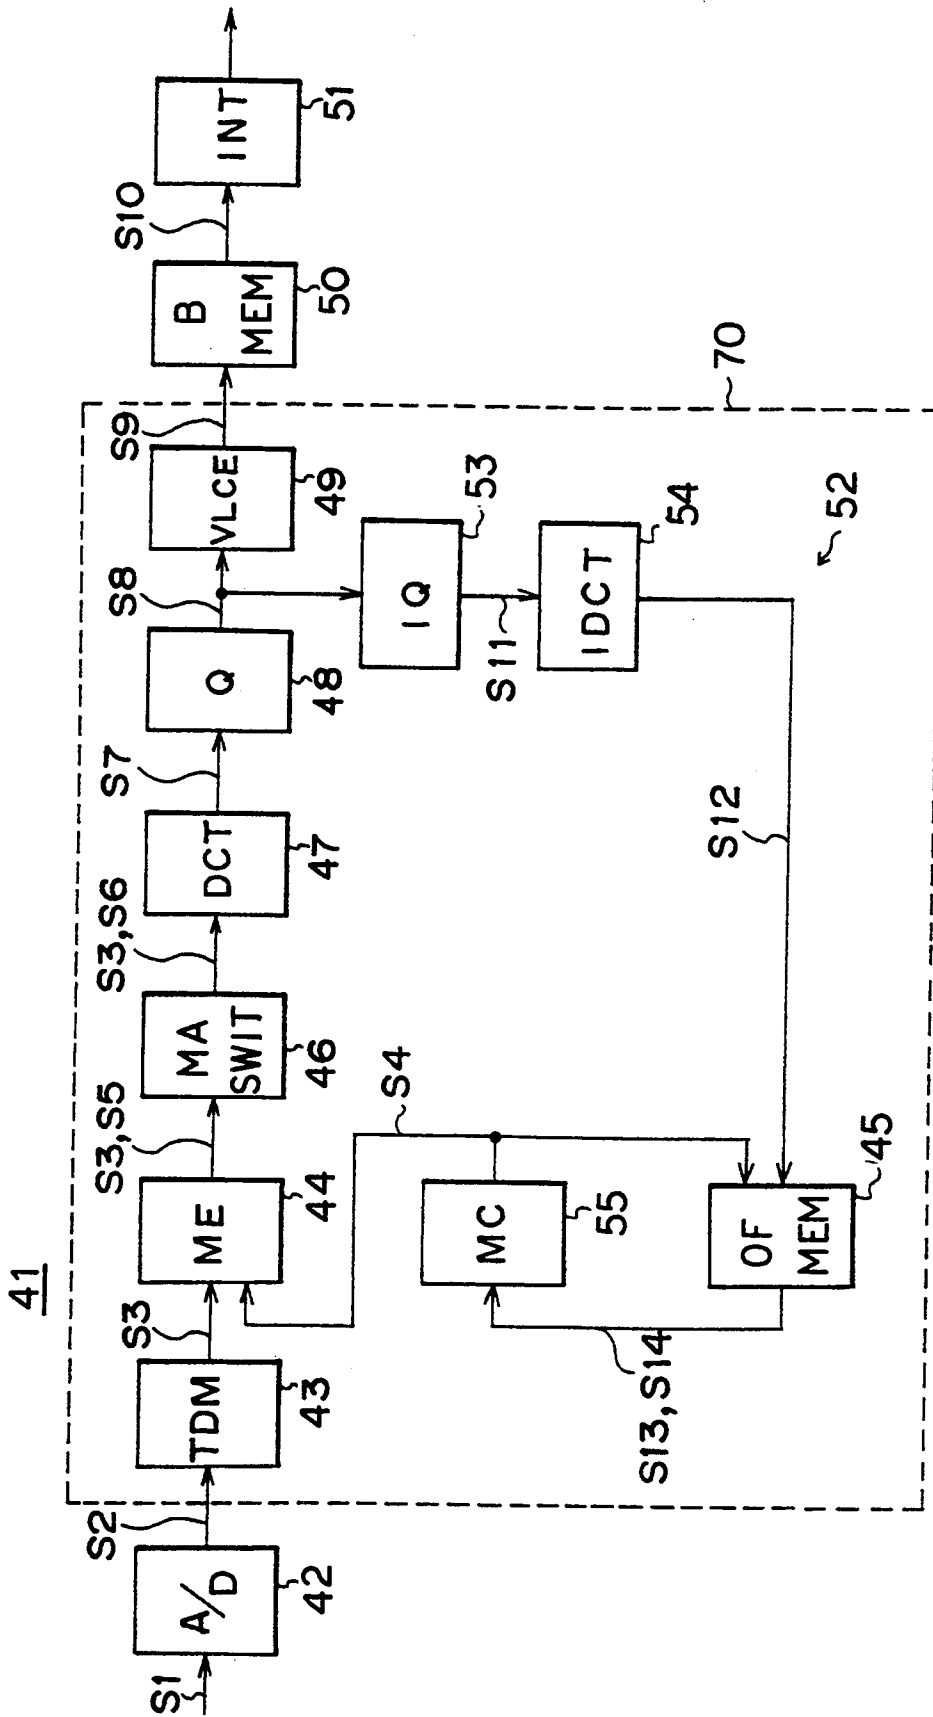 41
S1
A/D
42
S2
TDM
43
S3
ME
44
S3,S5
MA
SWIT
46
S3,S6
DCT
47
S7
Q
48
S8
VLCE
49
S9
B
MEM
50
S10
INT
51
70
S4
MC
55
S13,S14
OF
MEM
45
S12
IQ
53
S11
IDCT
54
52